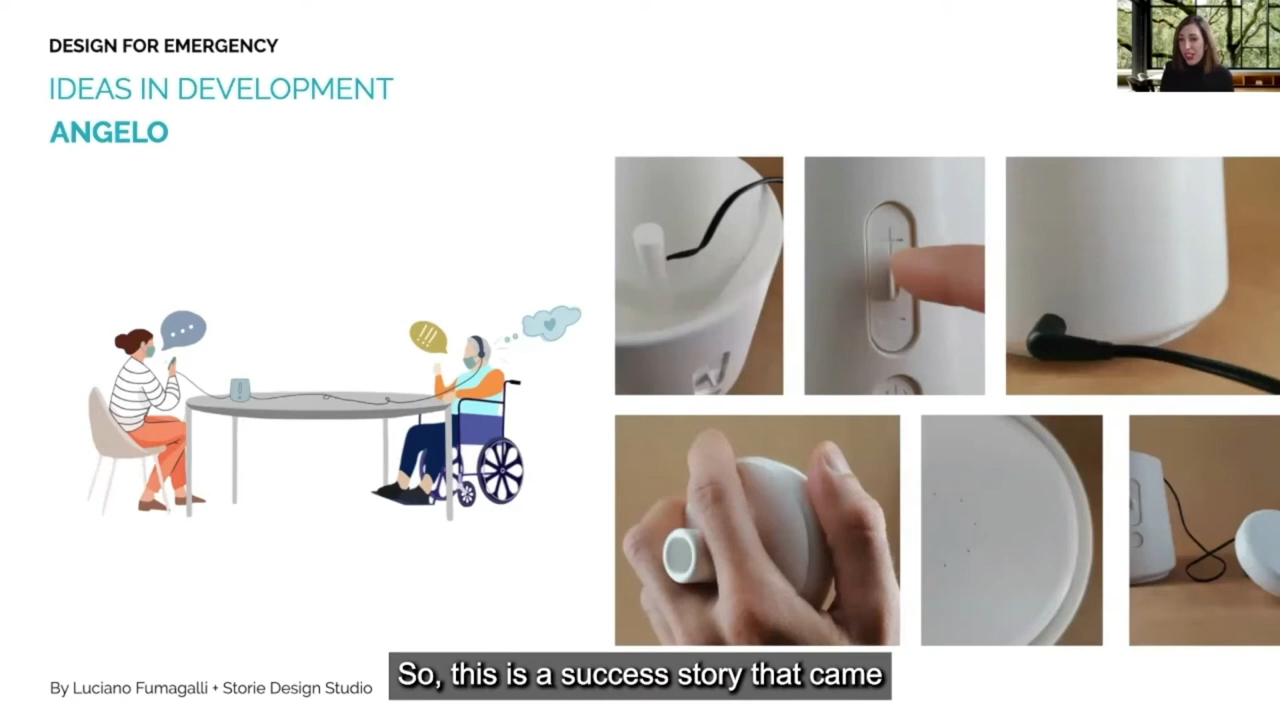 DESIGN FOR EMERGENCY
IDEAS IN DEVELOPMENT
ANGELO
By Luciano Fumagalli + Storie Design Studio
So, this is a success story that came